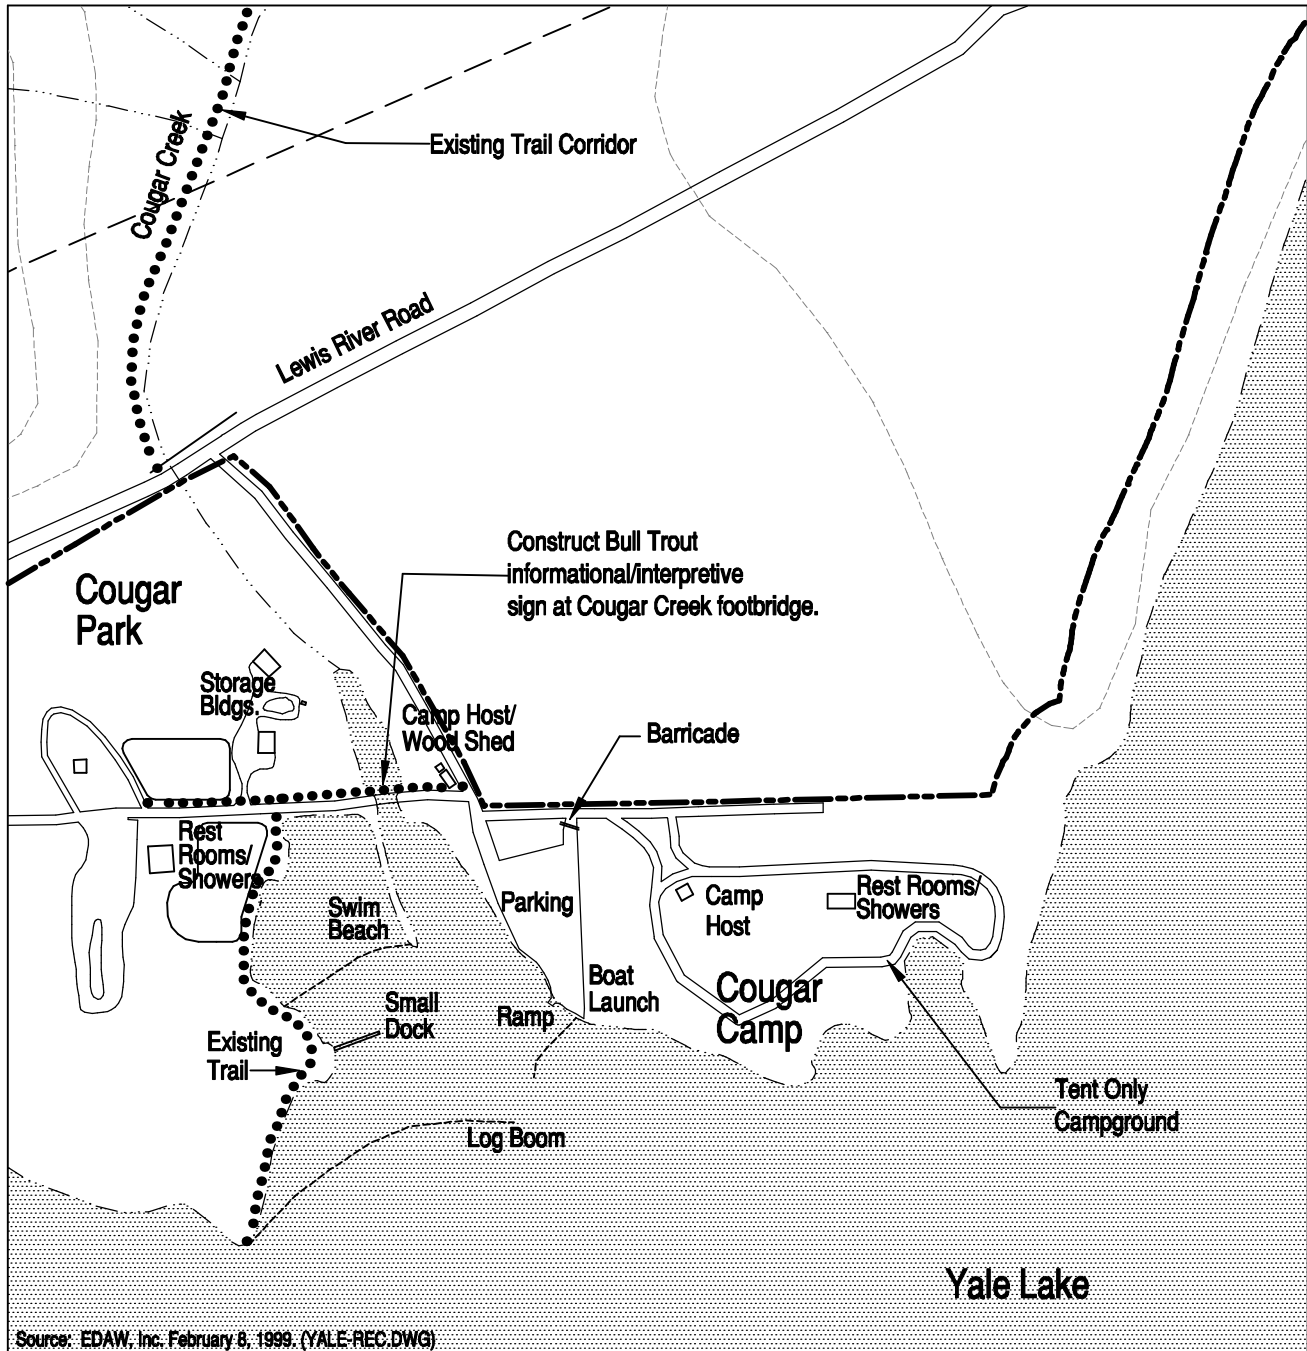 Existing Trail Corridor
Cougar Creek
Lewis River Road
Construct Bull Trout
informational/interpretive
sign at Cougar Creek footbridge.
Cougar
Park
Storage
Bldgs.
Camp Host/
Wood Shed
Barricade
Rest
Rooms/
Showers
Swim
Beach
Parking
Camp
Host
Rest Rooms/
Showers
Boat
Launch
Cougar
Camp
Small
Dock
Ramp
Existing
Trail
Tent Only
Campground
Log Boom
Yale Lake
Source: EDAW, Inc. February 8, 1999. (YALE-REC.DWG)